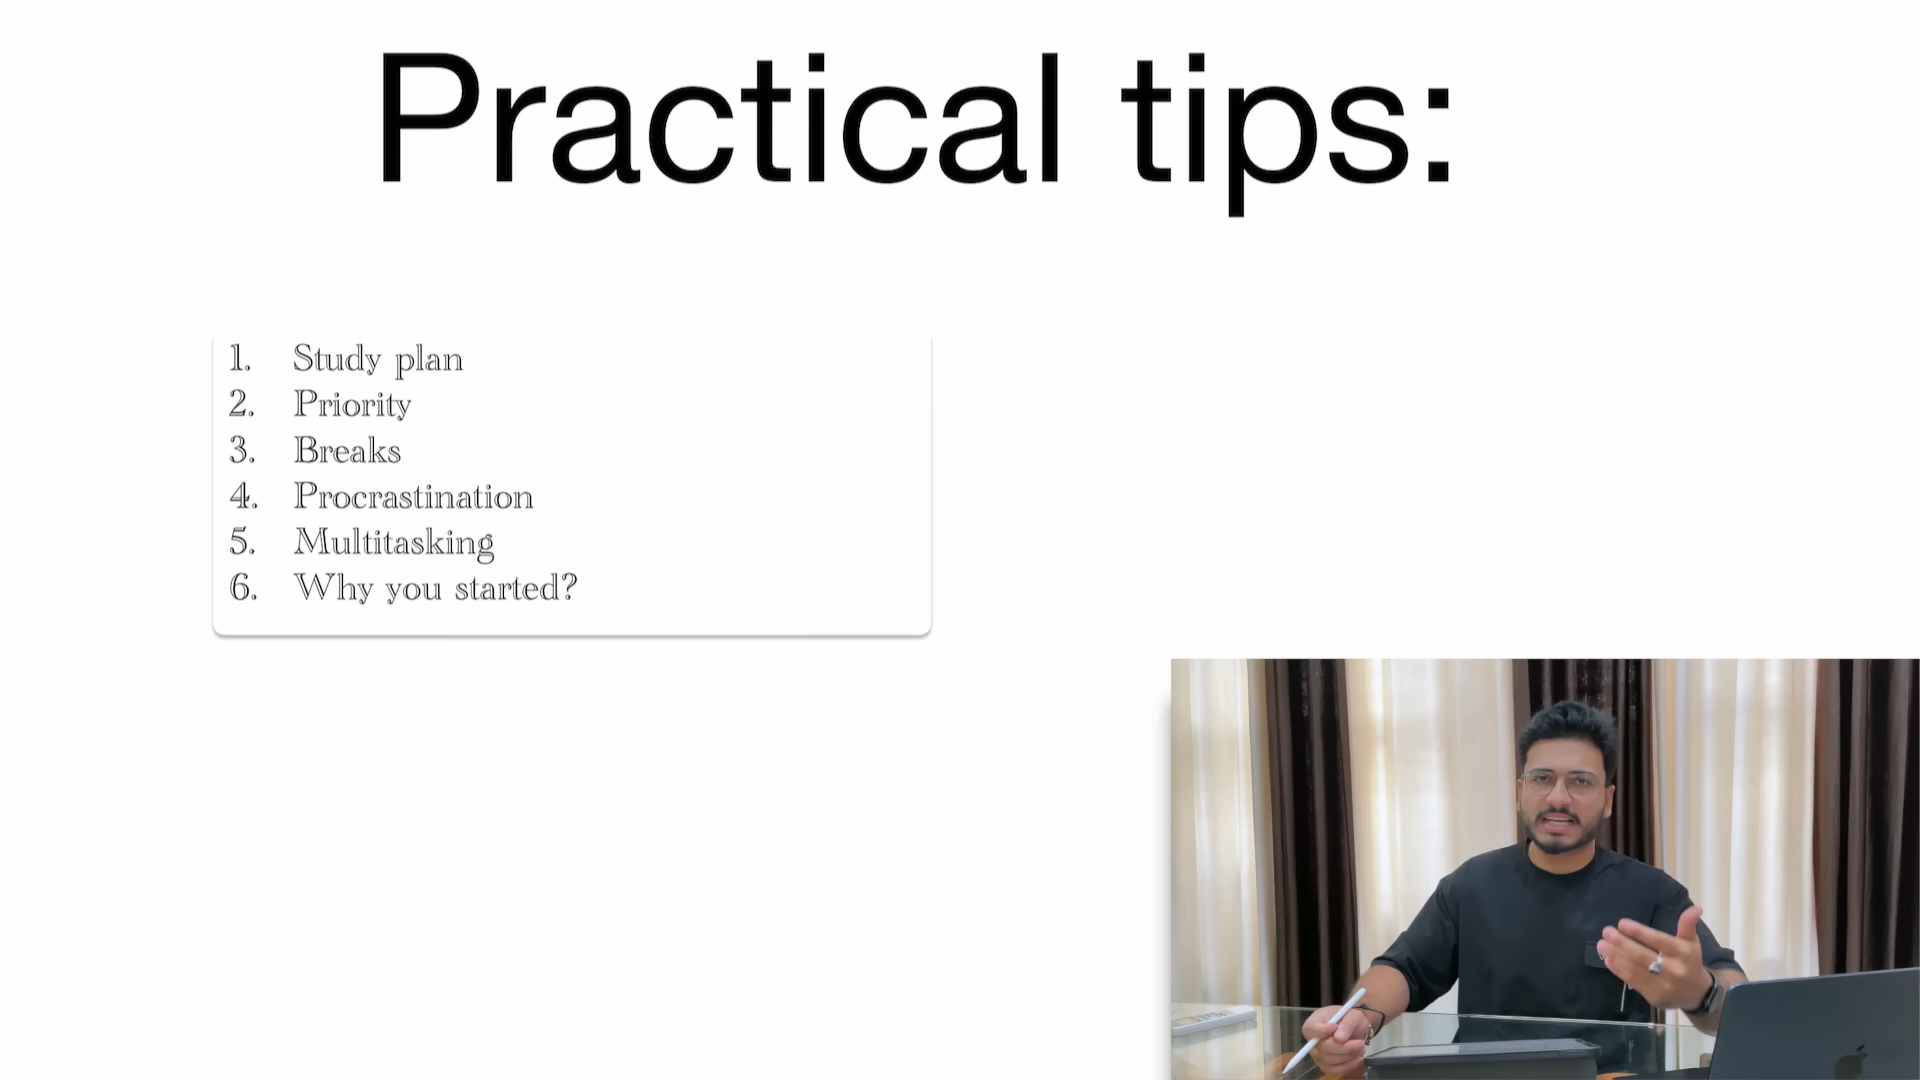 Practical tips:
1. Study plan
2. Priority
3. Breaks
4. Procrastination
5. Multitasking
6. Why you started?